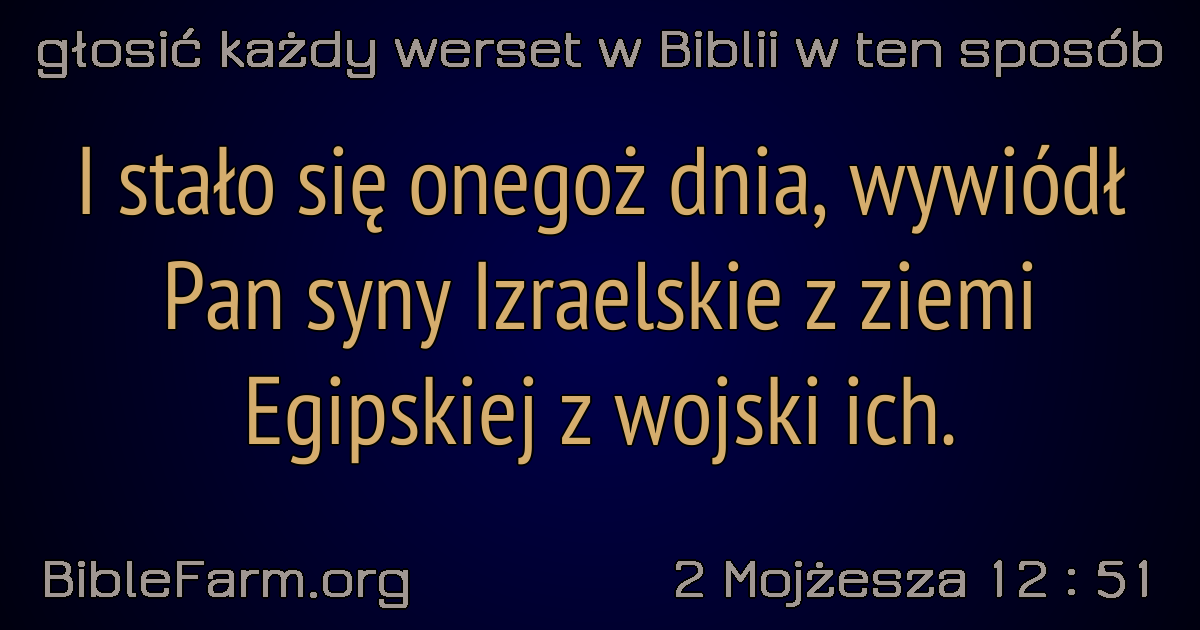 głosić każdy werset w Biblii w ten sposób
I stało się onegoż dnia, wywiódł
Pan syny Izraelskie z ziemi
Egipskiej z wojski ich.
BibleFarm.org
2 Mojżesza 12 : 51